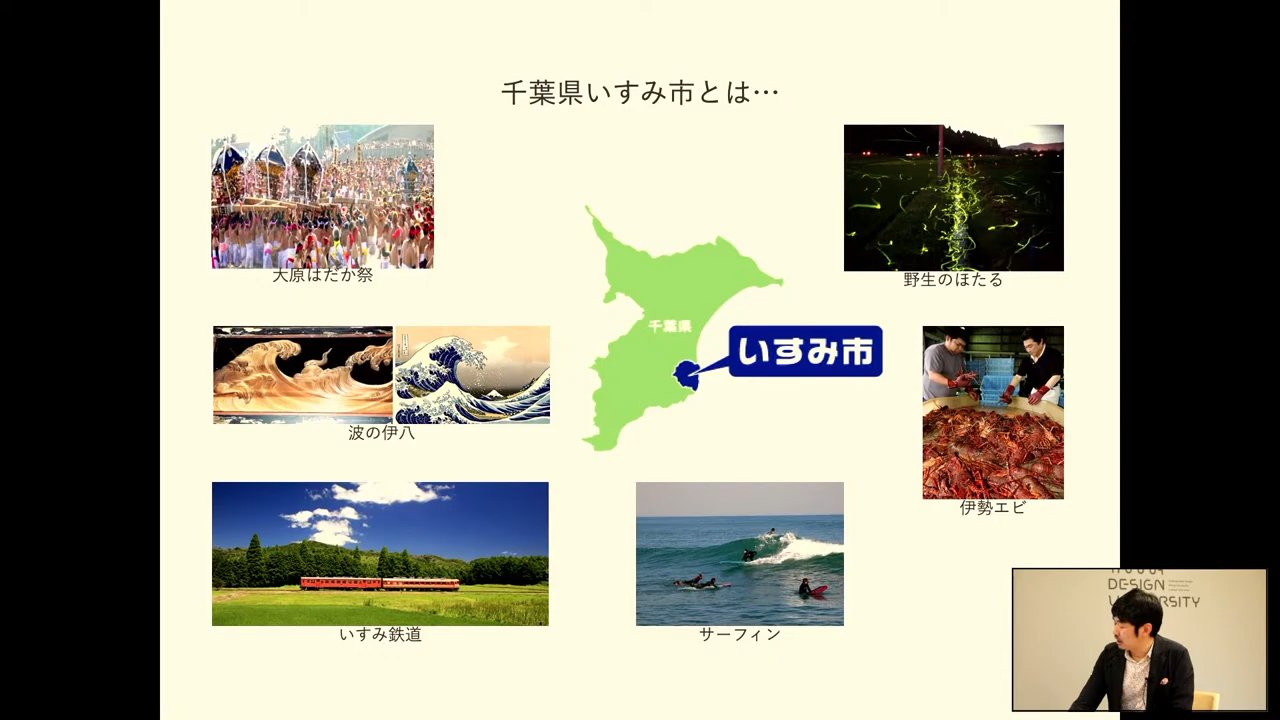 千葉県いすみ市とは…
大原はだか祭
野生のほたる
千葉県
いすみ市
波の伊八
伊勢エビ
いすみ鉄道
サーフィン
DESIGN
UNIVERSITY